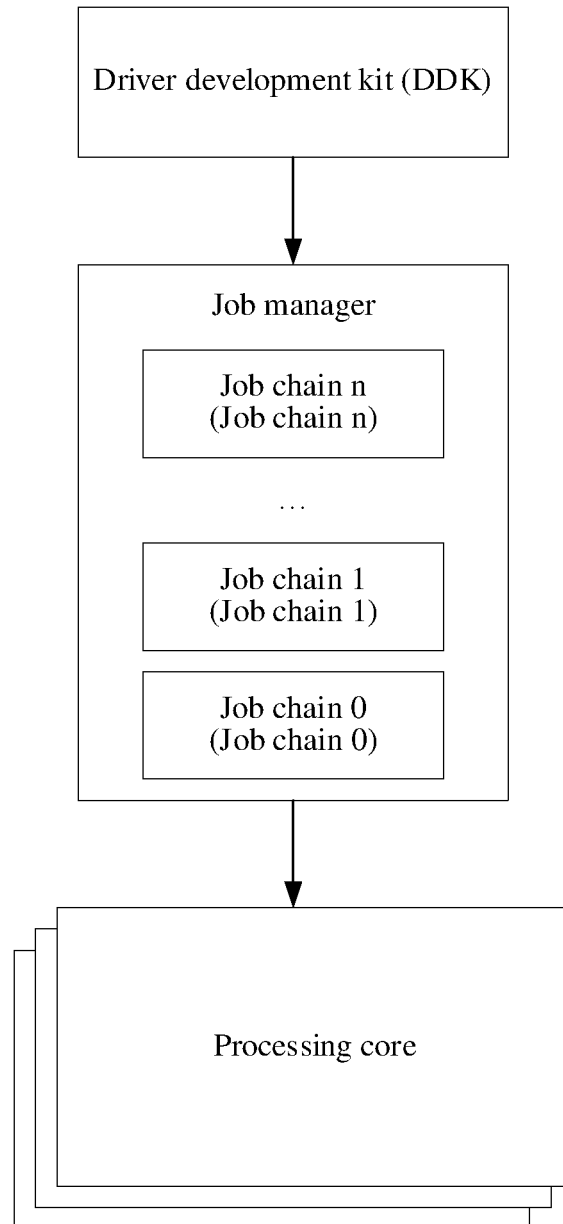 Driver development kit (DDK)
Job manager
Job chain n
(Job chain n)
...
Job chain 1
(Job chain 1)
Job chain 0
(Job chain 0)
Processing core